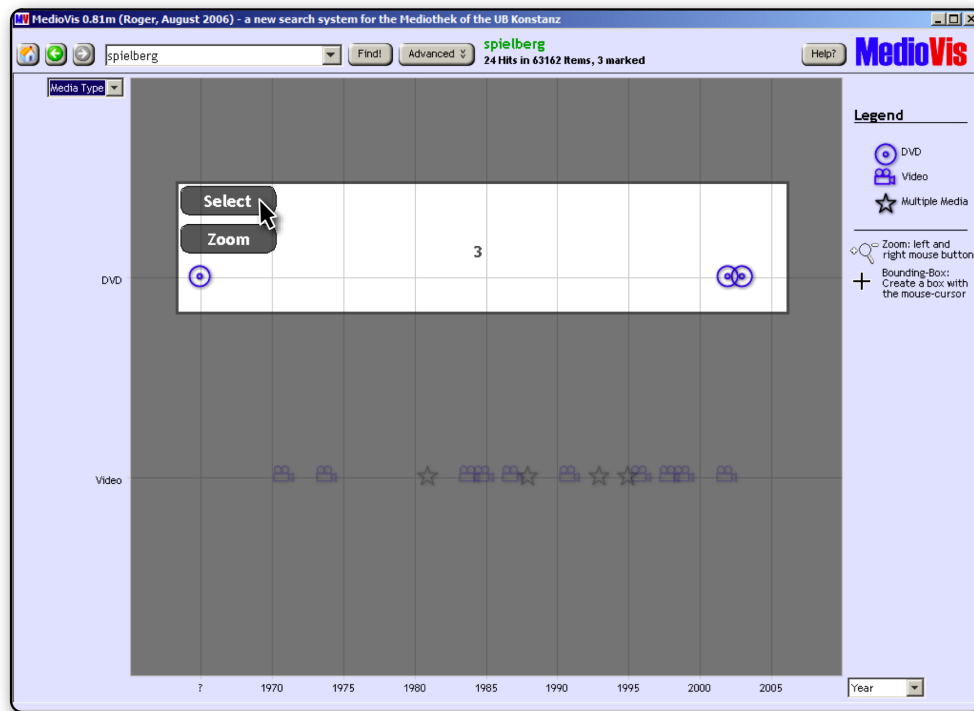 MV MedioVis 0.81m (Roger, August 2006) - a new search system for the Mediothek of the UB Konstanz
spielberg
Find!
Advanced
spielberg
24 Hits in 63162 Items, 3 marked
Help?
MedioVis
Media Type
Legend
DVD
Video
Multiple Media
Zoom: left and
right mouse button
Bounding-Box:
Create a box with
the mouse-cursor
Select
Zoom
3
DVD
Video
? 1970 1975 1980 1985 1990 1995 2000 2005
Year